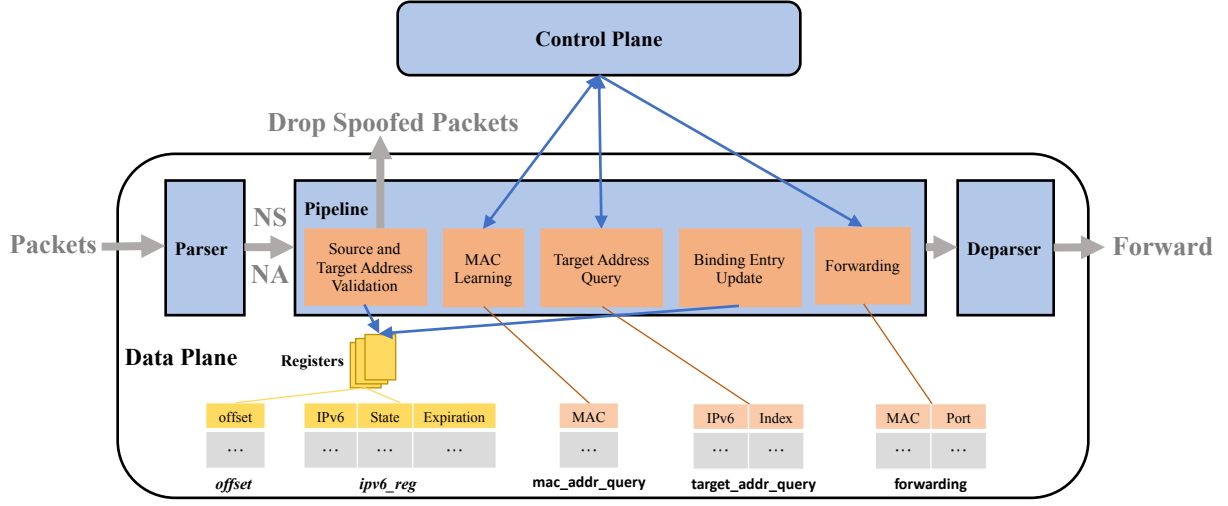 Control Plane
Drop Spoofed Packets
Pipeline
Packets
Parser
NS
NA
Source and
Target Address
Validation
MAC
Learning
Target Address
Query
Binding Entry
Update
Forwarding
Deparser
Forward
Data Plane
Registers
offset
IPv6 State Expiration
MAC
IPv6 Index
MAC Port
...
... ... ...
...
... ...
... ...
offset
ipv6_reg
mac_addr_query
target_addr_query
forwarding